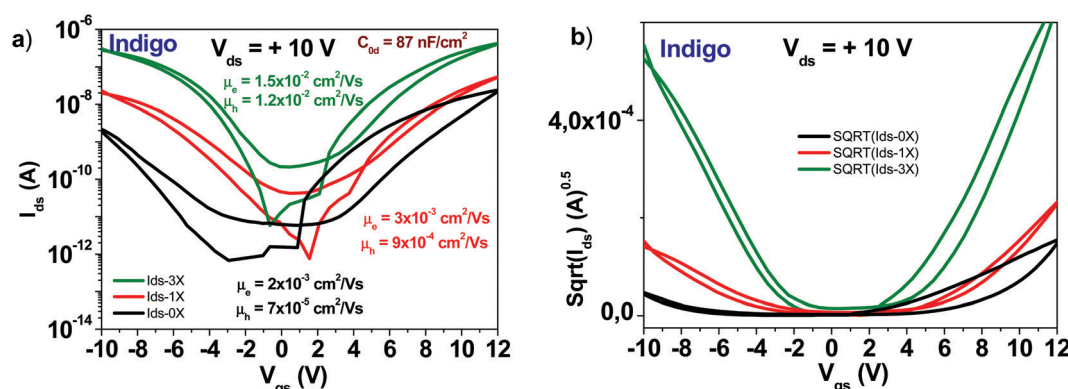 a)
Indigo
V_ds = + 10 V
C_0d = 87 nF/cm²
μ_e = 1.5x10⁻² cm²/Vs
μ_h = 1.2x10⁻² cm²/Vs
μ_e = 3x10⁻³ cm²/Vs
μ_h = 9x10⁻⁴ cm²/Vs
μ_e = 2x10⁻³ cm²/Vs
μ_h = 7x10⁻⁵ cm²/Vs
Ids-3X
Ids-1X
Ids-0X
I_ds (A)
10⁻⁶
10⁻⁸
10⁻¹⁰
10⁻¹²
10⁻¹⁴
-10 -8 -6 -4 -2 0 2 4 6 8 10 12
V_gs (V)
b)
Indigo
V_ds = + 10 V
SQRT(Ids-0X)
SQRT(Ids-1X)
SQRT(Ids-3X)
Sqrt(I_ds) (A)^0.5
4,0x10⁻⁴
0,0
-10 -8 -6 -4 -2 0 2 4 6 8 10 12
V_gs (V)